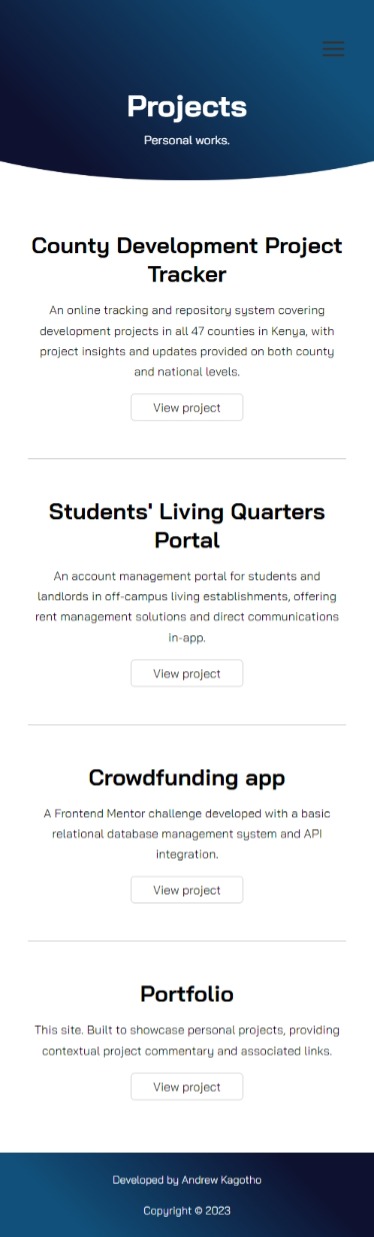 Projects
Personal works.
County Development Project
Tracker
An online tracking and repository system covering
development projects in all 47 counties in Kenya, with
project insights and updates provided on both county
and national levels.
View project
Students' Living Quarters
Portal
An account management portal for students and
landlords in off-campus living establishments, offering
rent management solutions and direct communications
in-app.
View project
Crowdfunding app
A Frontend Mentor challenge developed with a basic
relational database management system and API
integration.
View project
Portfolio
This site. Built to showcase personal projects, providing
contextual project commentary and associated links.
View project
Developed by Andrew Kagotho
Copyright © 2023